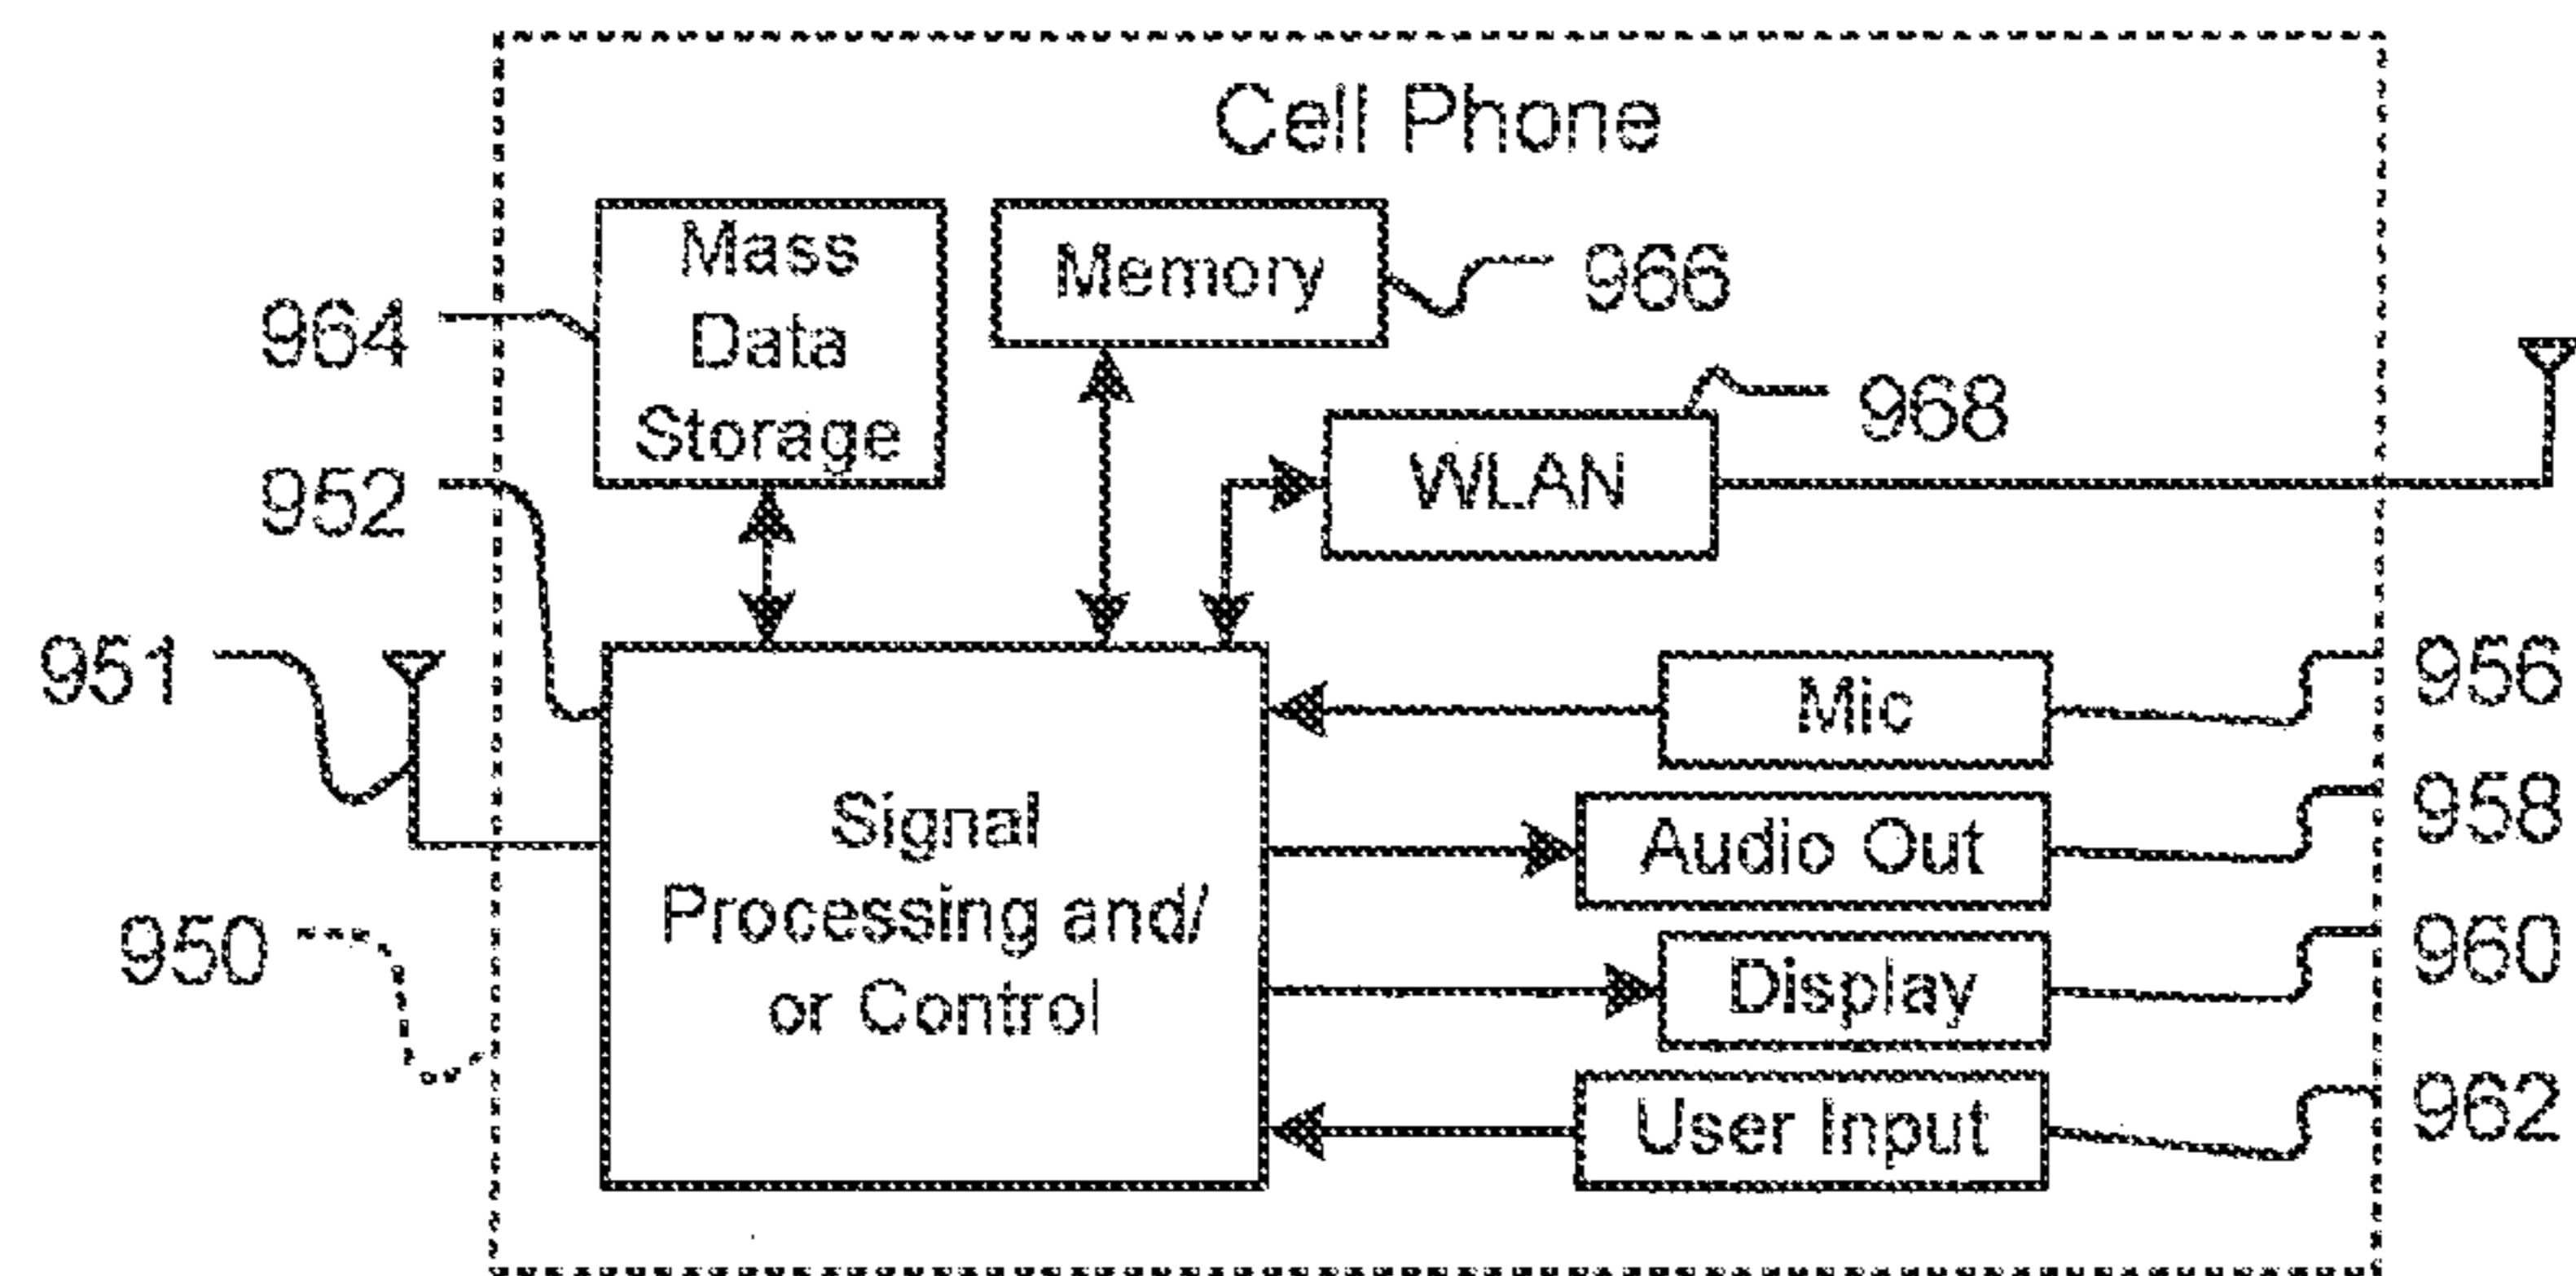 Cell Phone
Mass
Data
Storage
Memory
966
964
968
WLAN
952
951
Mic
956
Signal
Processing and/
or Control
Audio Out
958
950
Display
960
User Input
962